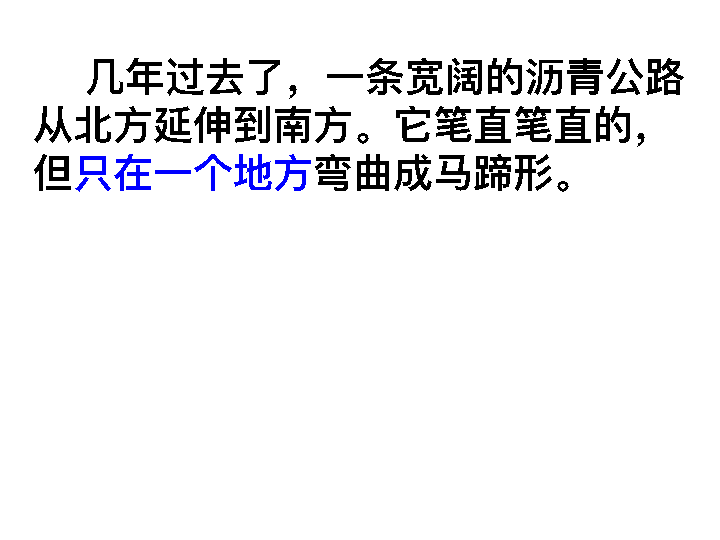 几年过去了，一条宽阔的沥青公路
从北方延伸到南方。它笔直笔直的，
但只在一个地方弯曲成马蹄形。